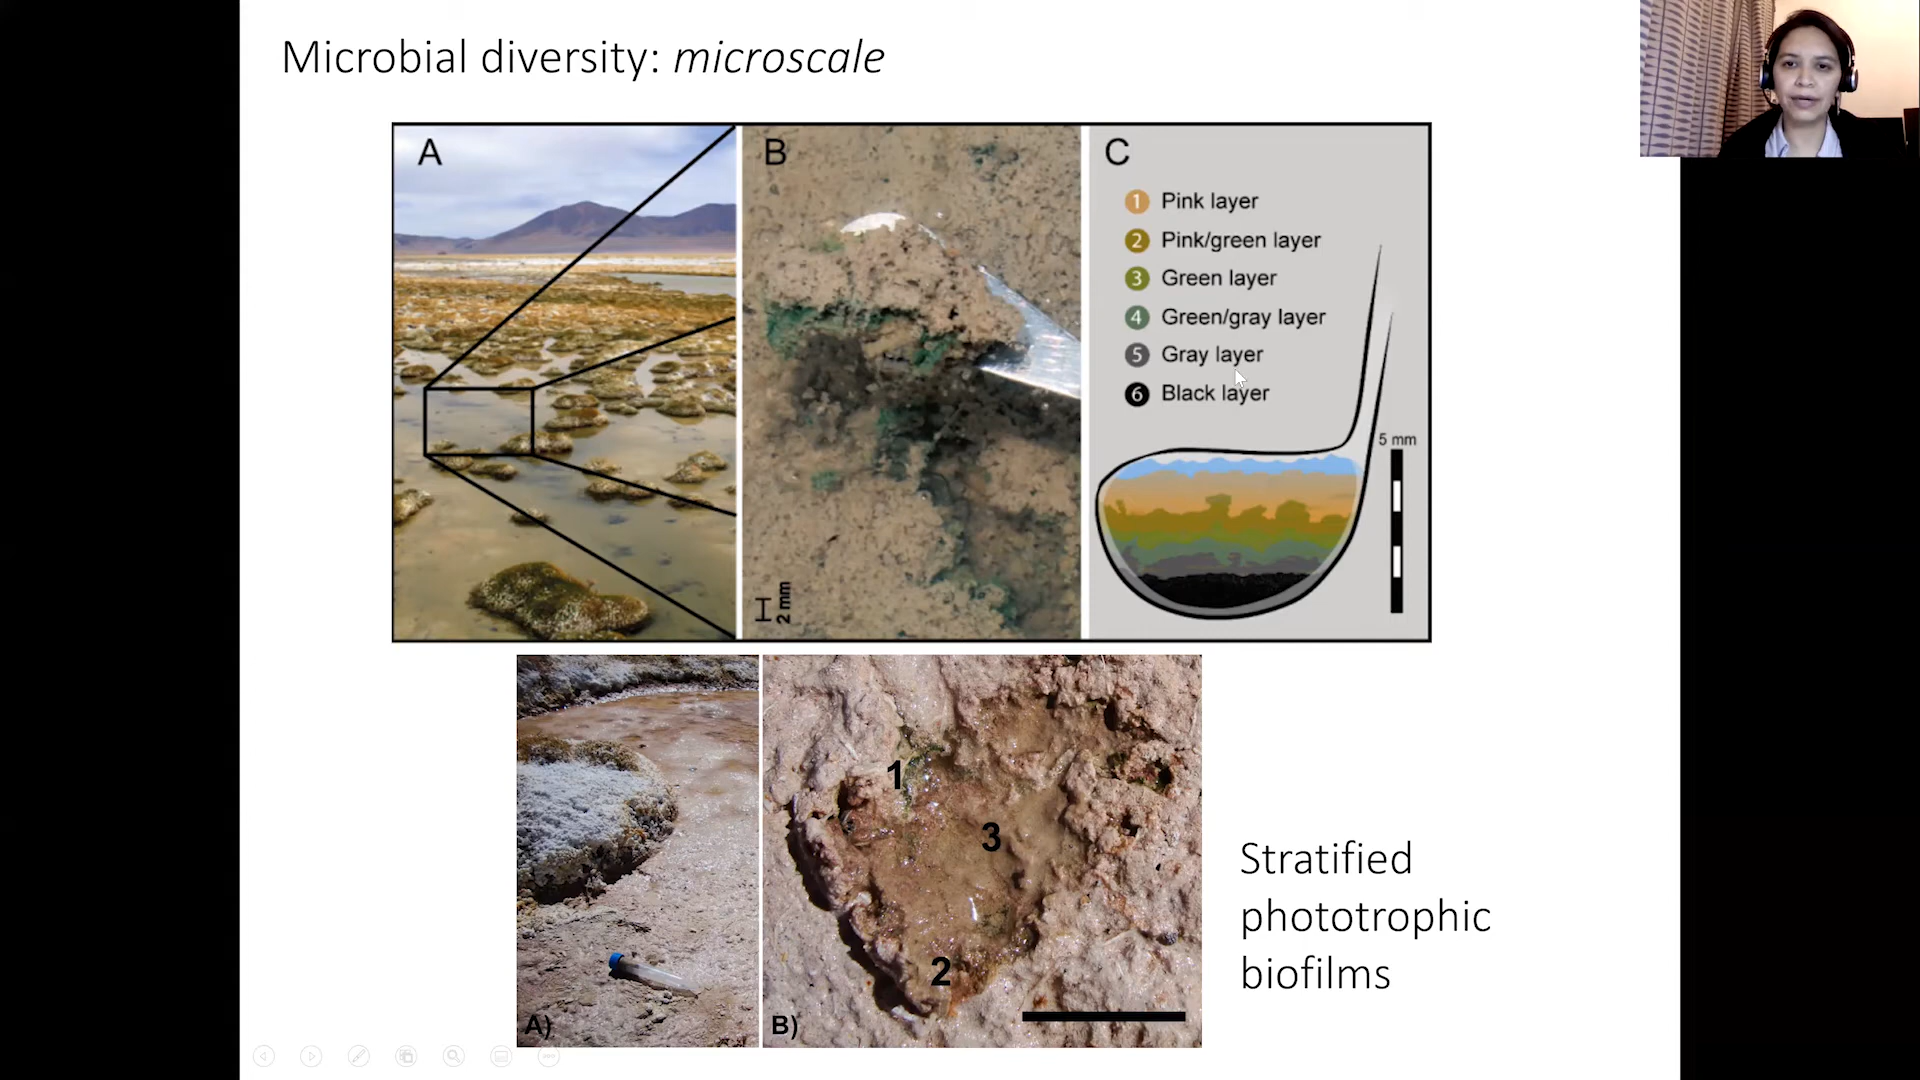 Microbial diversity: microscale
A
B
2 mm
C
1 Pink layer
2 Pink/green layer
3 Green layer
4 Green/gray layer
5 Gray layer
6 Black layer
5 mm
A)
1
3
2
B)
Stratified
phototrophic
biofilms